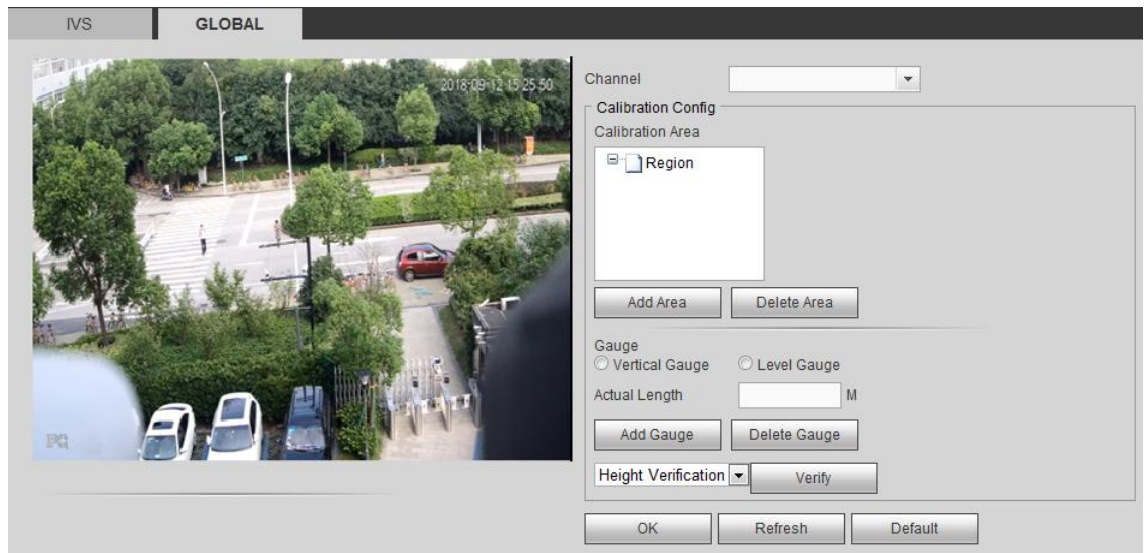 IVS
GLOBAL
2018-09-12 15 25 50
Channel
Calibration Config
Calibration Area
Region
Add Area
Delete Area
Gauge
Vertical Gauge
Level Gauge
Actual Length
M
Add Gauge
Delete Gauge
Height Verification
Verify
OK
Refresh
Default